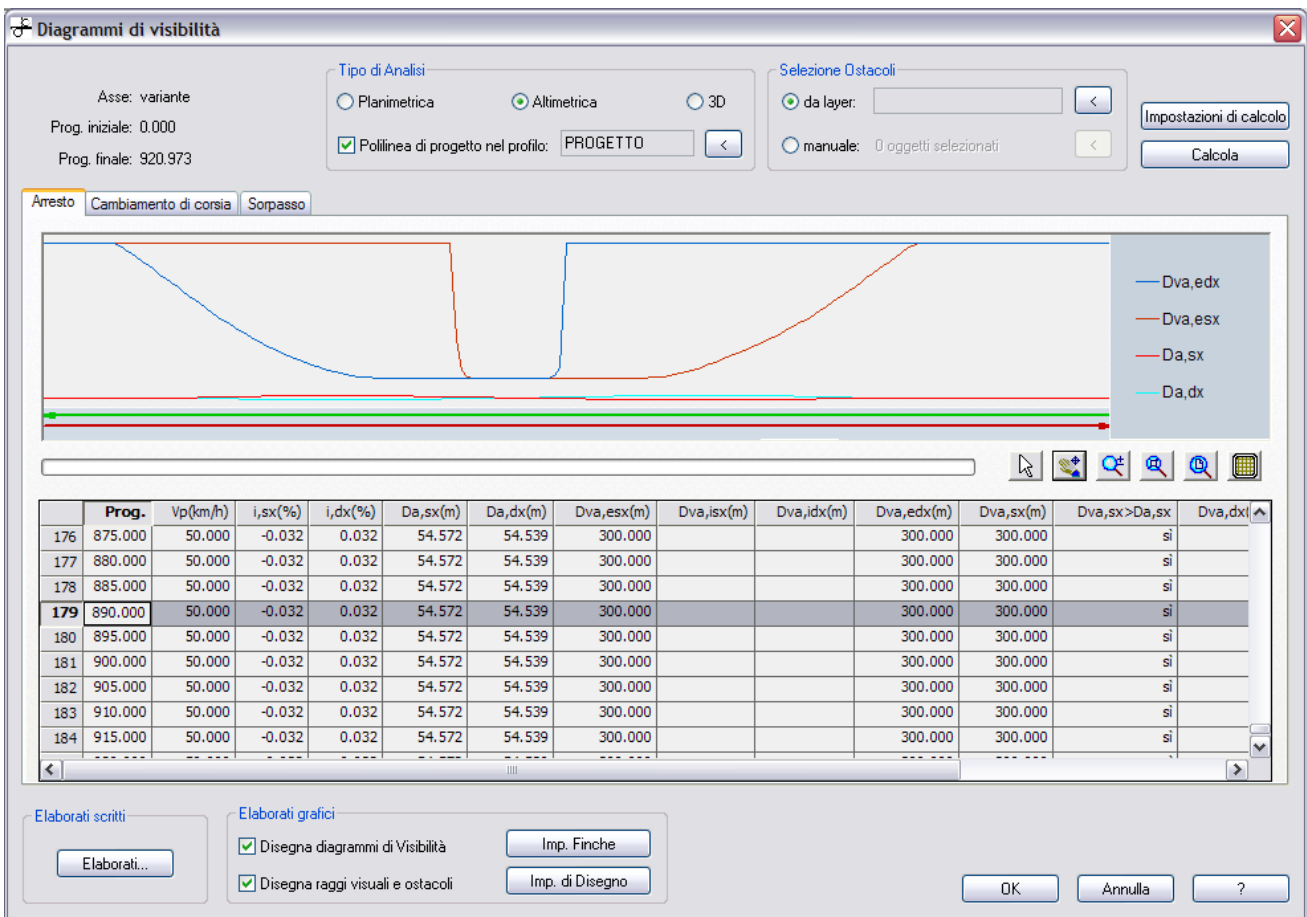 Diagrammi di visibilità
Asse: variante
Prog. iniziale: 0.000
Prog. finale: 920.973
Tipo di Analisi
Planimetrica Altimetrica 3D
Polilinea di progetto nel profilo: PROGETTO <
Selezione Ostacoli
da layer: <
manuale: 0 oggetti selezionati <
Impostazioni di calcolo
Calcola
Arresto Cambiamento di corsia Sorpasso
Dva,edx
Dva,esx
Da,sx
Da,dx
Prog. Vp(km/h) i,sx(%) i,dx(%) Da,sx(m) Da,dx(m) Dva,esx(m) Dva,isx(m) Dva,idx(m) Dva,edx(m) Dva,sx(m) Dva,sx>Da,sx Dva,dx(
176 875.000 50.000 -0.032 0.032 54.572 54.539 300.000 300.000 300.000 sì
177 880.000 50.000 -0.032 0.032 54.572 54.539 300.000 300.000 300.000 sì
178 885.000 50.000 -0.032 0.032 54.572 54.539 300.000 300.000 300.000 sì
179 890.000 50.000 -0.032 0.032 54.572 54.539 300.000 300.000 300.000 sì
180 895.000 50.000 -0.032 0.032 54.572 54.539 300.000 300.000 300.000 sì
181 900.000 50.000 -0.032 0.032 54.572 54.539 300.000 300.000 300.000 sì
182 905.000 50.000 -0.032 0.032 54.572 54.539 300.000 300.000 300.000 sì
183 910.000 50.000 -0.032 0.032 54.572 54.539 300.000 300.000 300.000 sì
184 915.000 50.000 -0.032 0.032 54.572 54.539 300.000 300.000 300.000 sì
Elaborati scritti
Elaborati...
Elaborati grafici
Disegna diagrammi di Visibilità Imp. Finche
Disegna raggi visuali e ostacoli Imp. di Disegno
OK Annulla ?